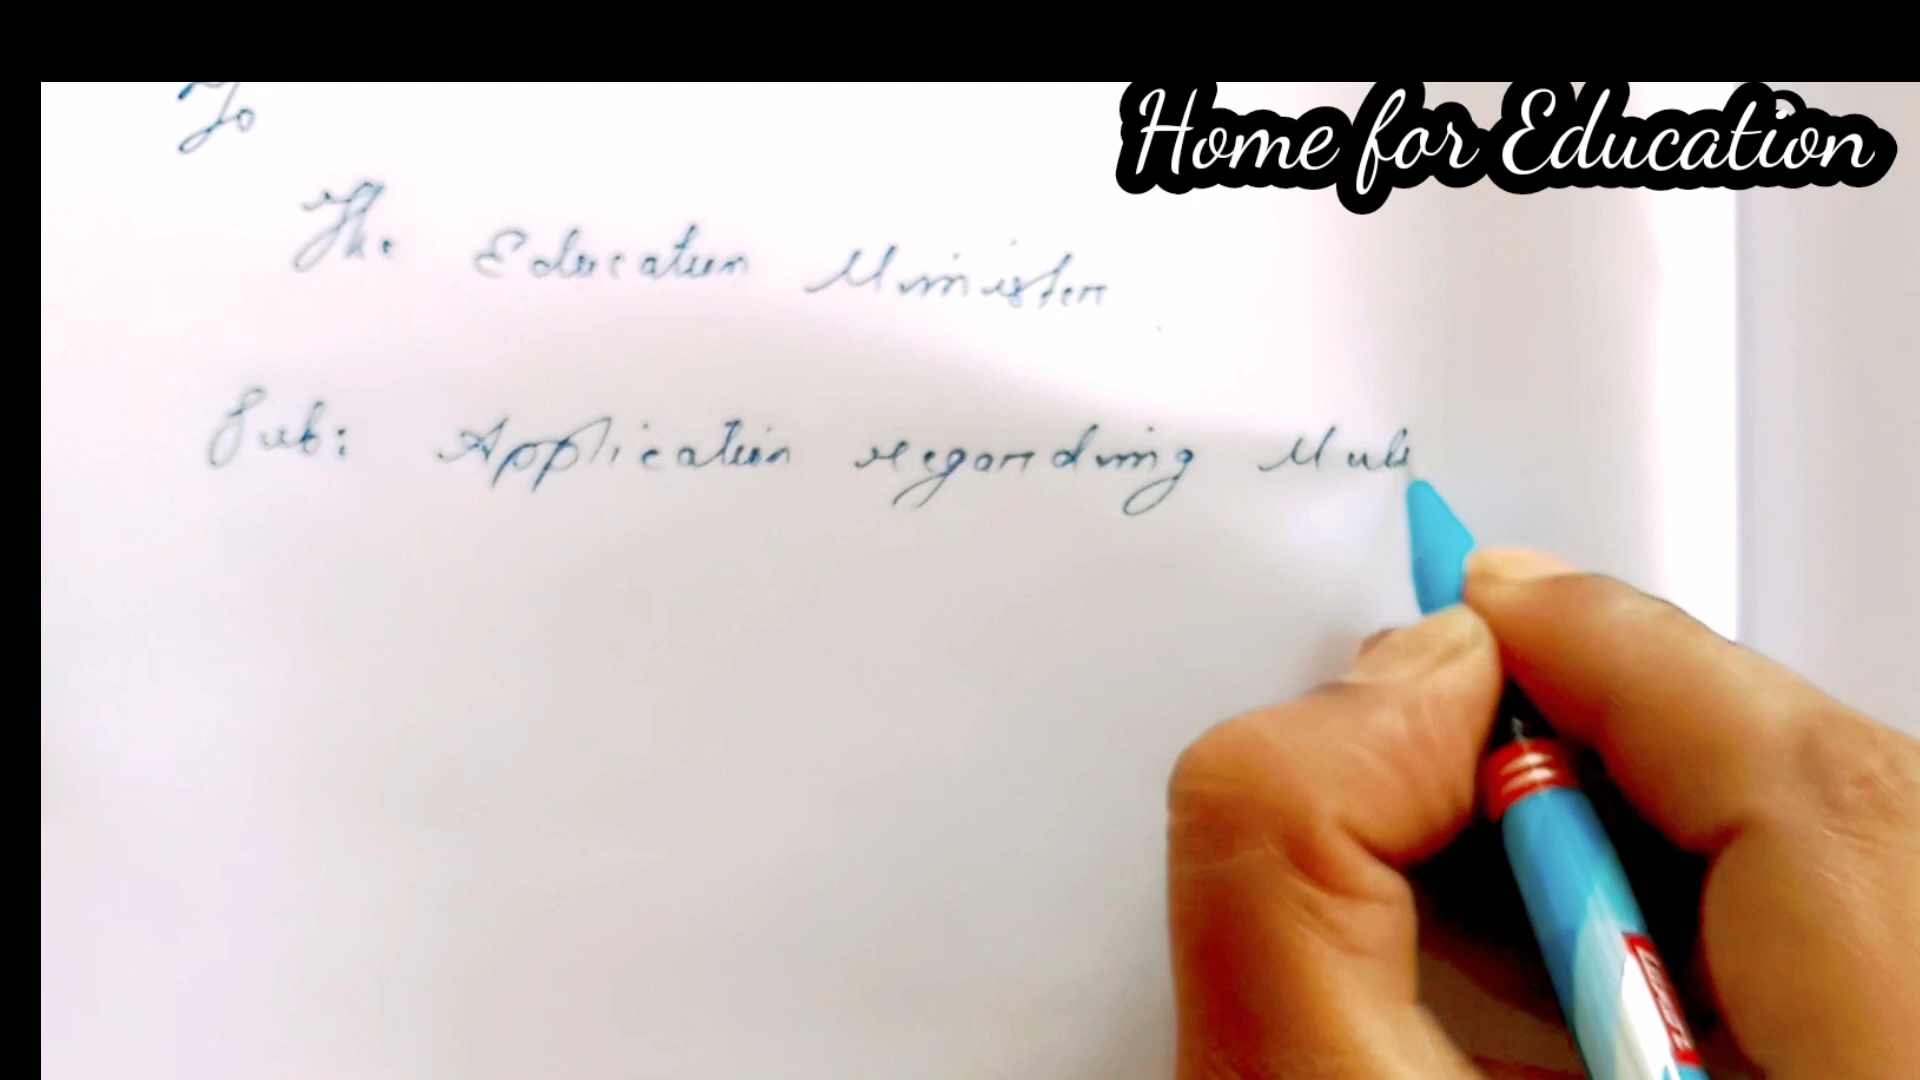 Home for Education
To
The Education Minister
Sub: Application regarding